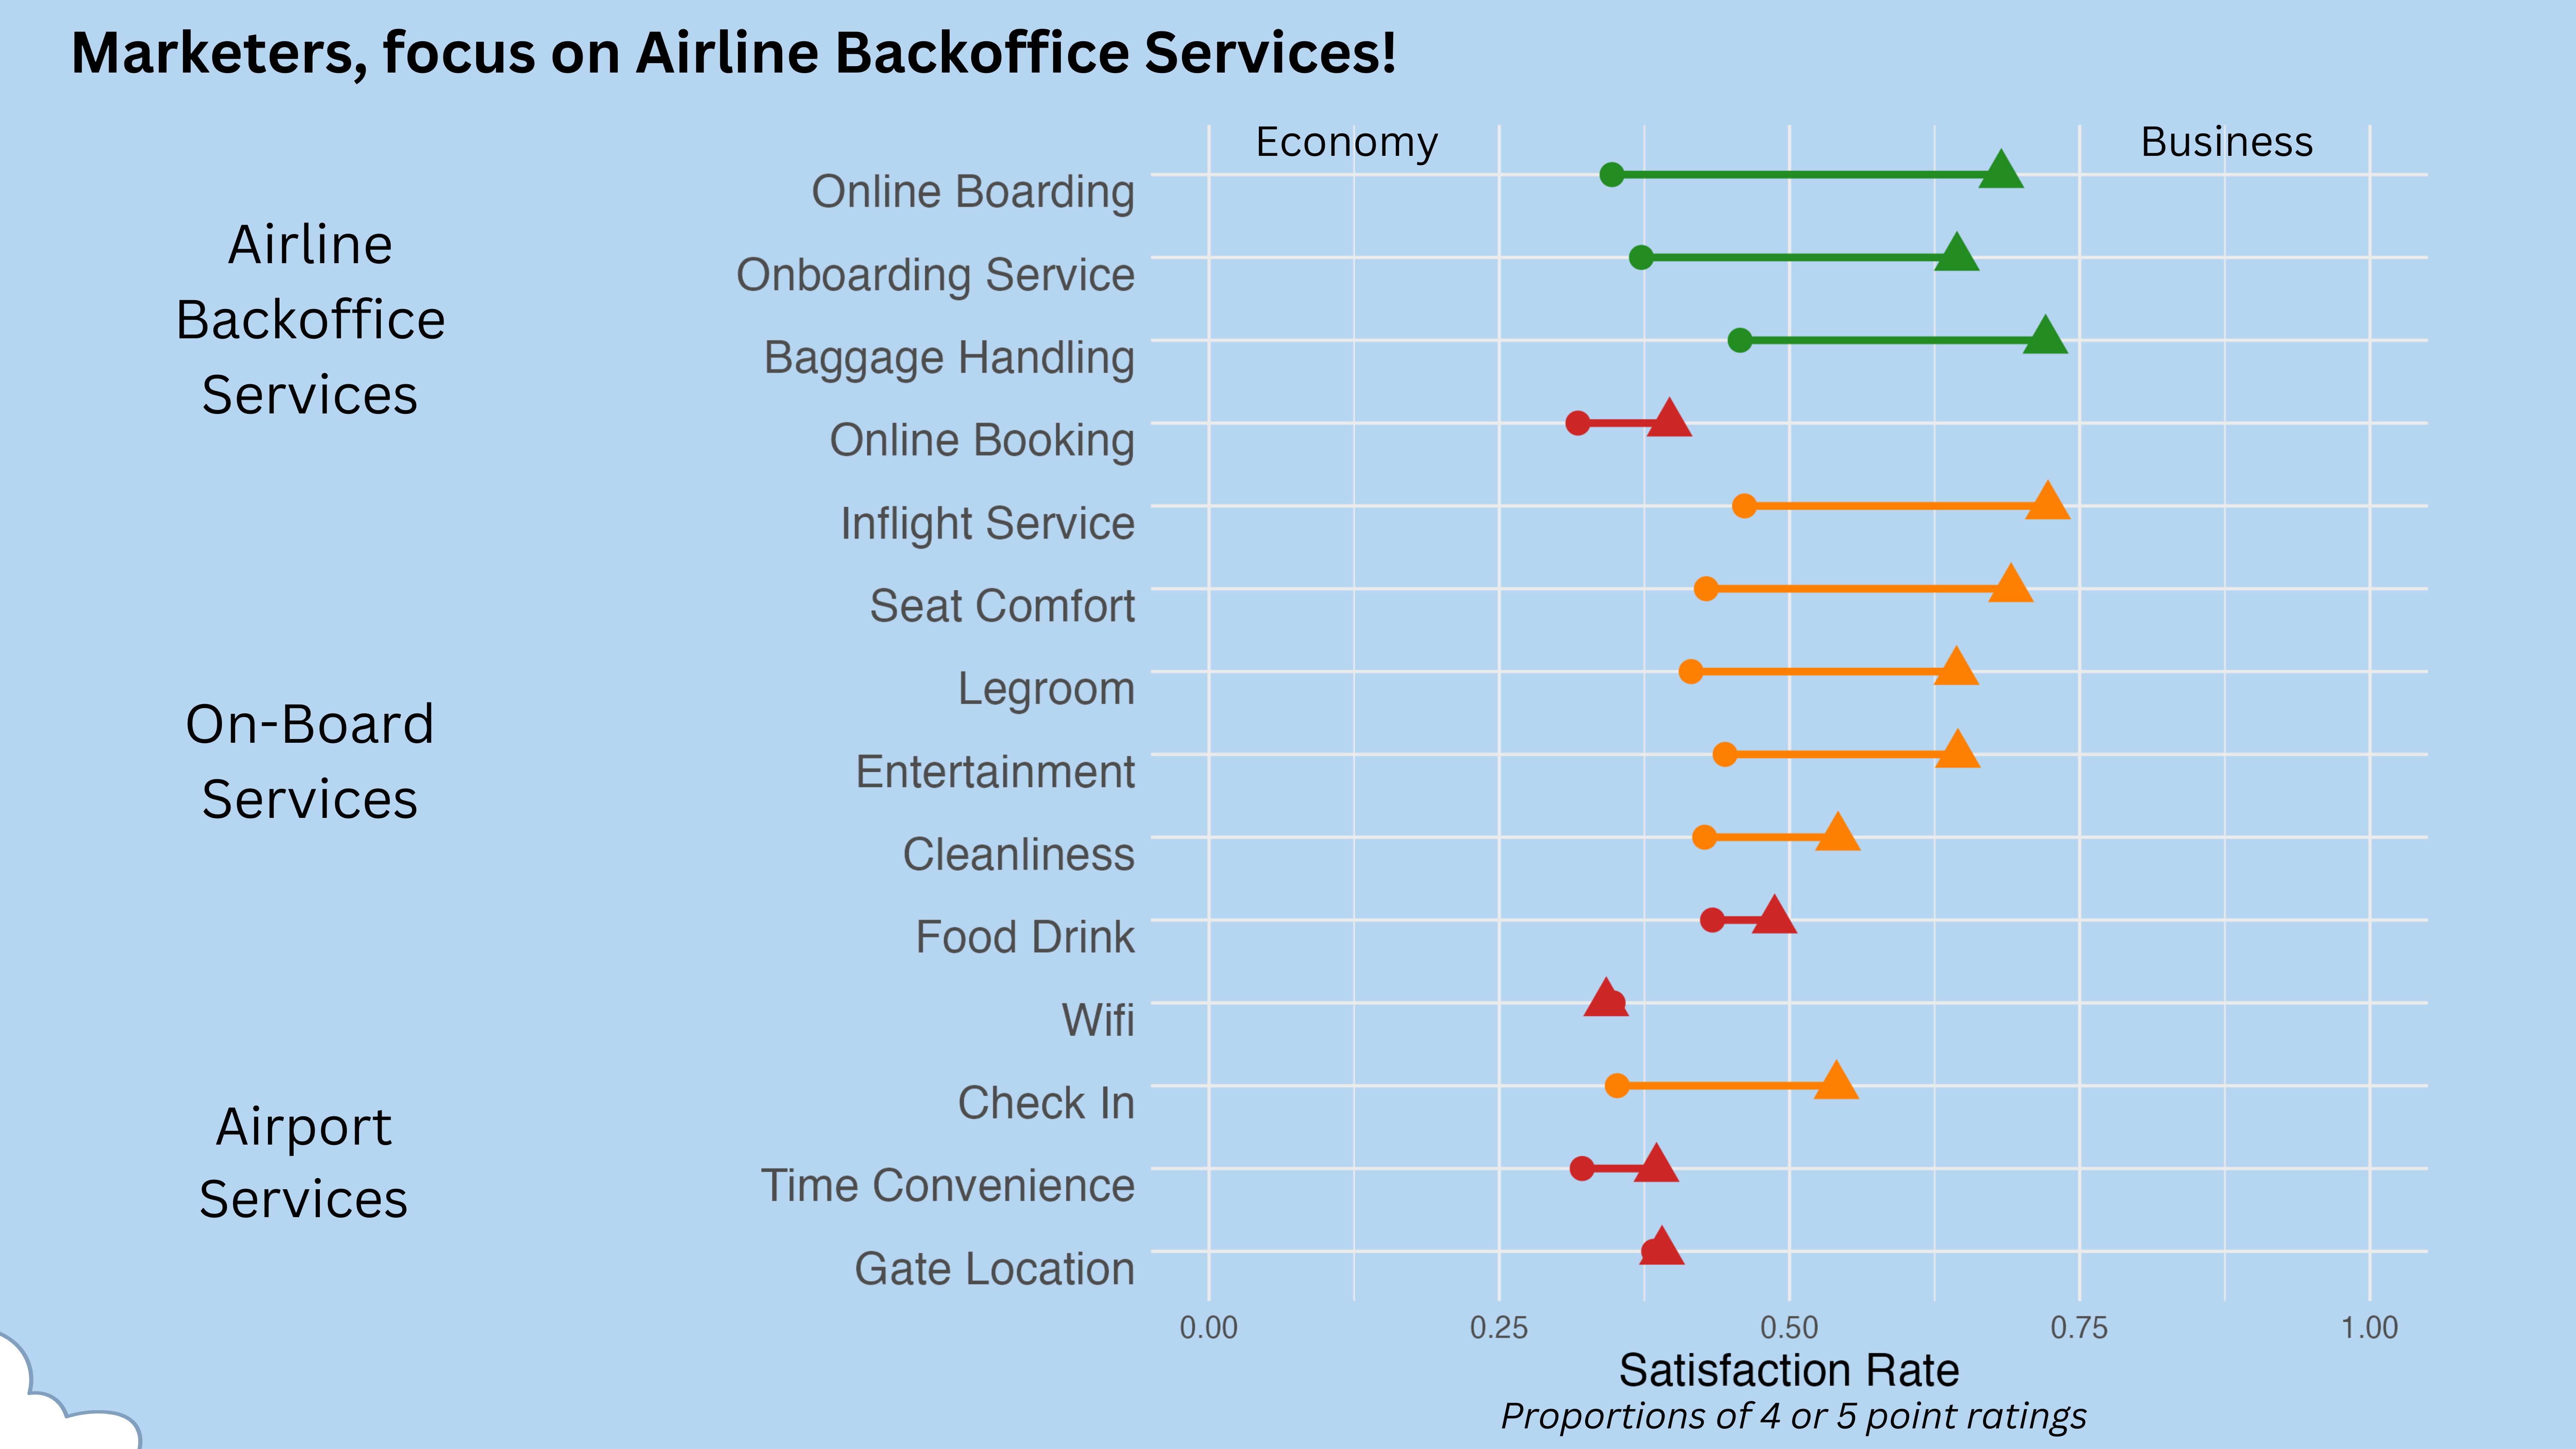 Marketers, focus on Airline Backoffice Services!
Economy
Business
Airline
Backoffice
Services
Online Boarding
Onboarding Service
Baggage Handling
Online Booking
On-Board
Services
Inflight Service
Seat Comfort
Legroom
Entertainment
Cleanliness
Food Drink
Wifi
Airport
Services
Check In
Time Convenience
Gate Location
0.00
0.25
0.50
0.75
1.00
Satisfaction Rate
Proportions of 4 or 5 point ratings